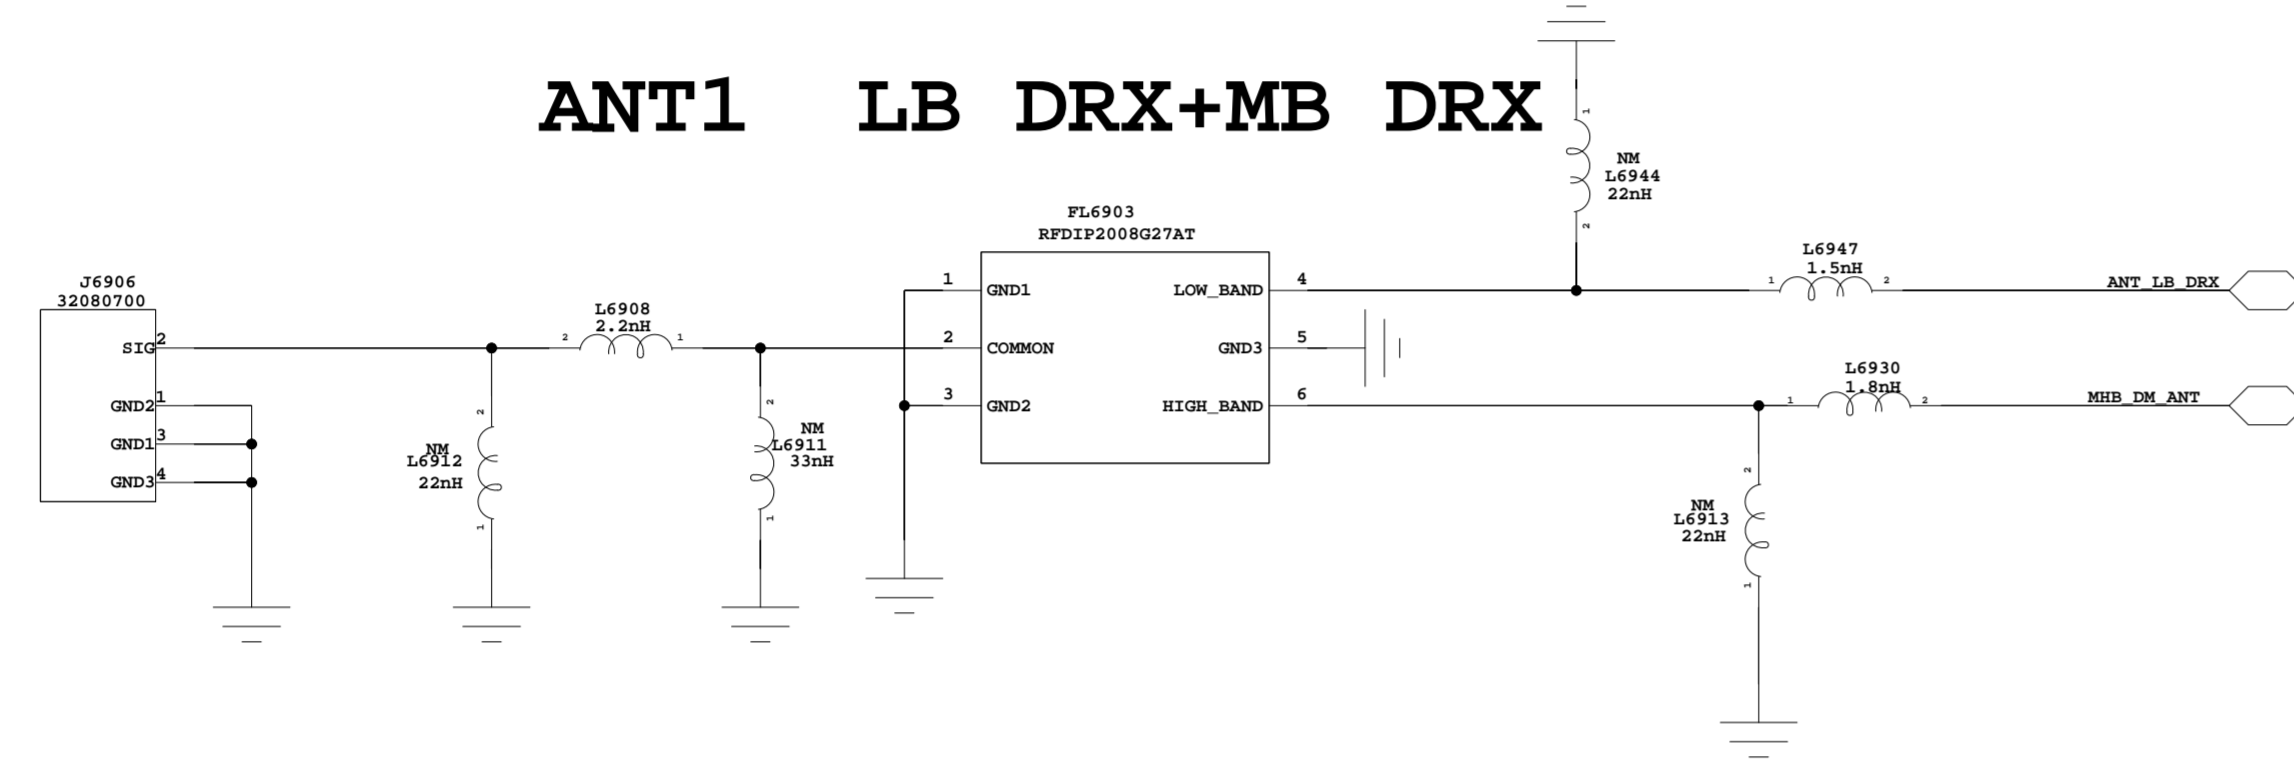 ANT1 LB DRX+MB DRX
1
NM
L6944
22nH
2
FL6903
RFDIP2008G27AT
J6906
32080700
SIG 2
GND2 1
GND1 3
GND3 4
L6908
2.2nH
2 1
2
NM
L6912
22nH
1
2
NM
L6911
33nH
1
1 GND1
2 COMMON
3 GND2
LOW_BAND 4
GND3 5
HIGH_BAND 6
L6947
1.5nH
1 2
ANT_LB_DRX
L6930
1.8nH
1 2
MHB_DM_ANT
2
NM
L6913
22nH
1